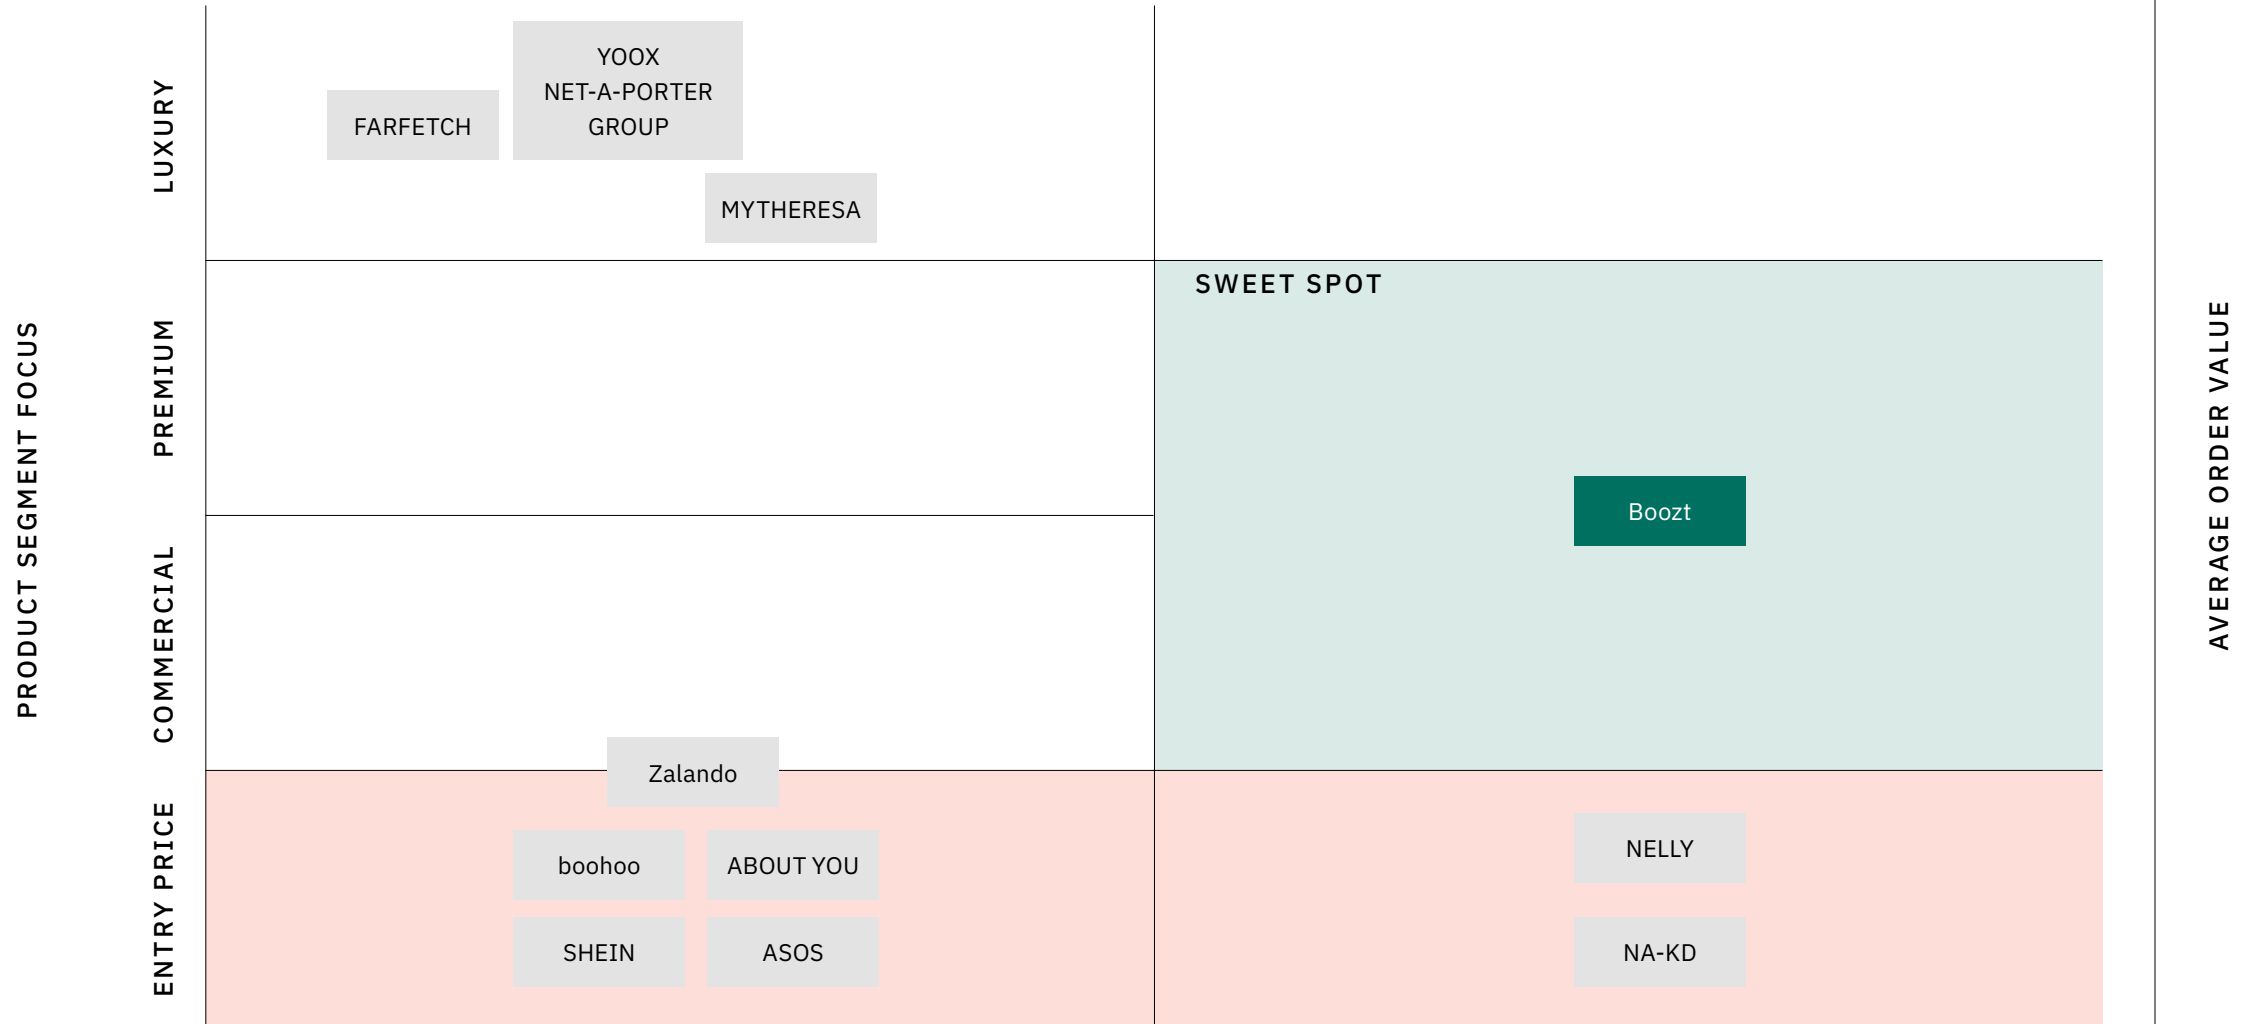 PRODUCT SEGMENT FOCUS
LUXURY
PREMIUM
COMMERCIAL
ENTRY PRICE
YOOX
NET-A-PORTER
GROUP
FARFETCH
MYTHERESA
SWEET SPOT
Boozt
Zalando
boohoo
ABOUT YOU
SHEIN
ASOS
NELLY
NA-KD
AVERAGE ORDER VALUE